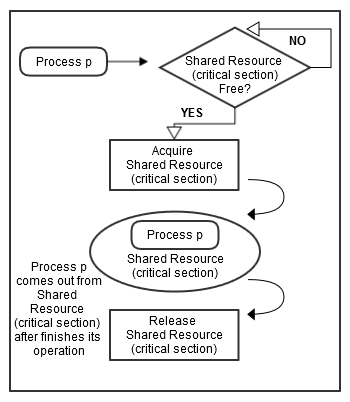 Process p
Shared Resource
(critical section)
Free?
NO
YES
Acquire
Shared Resource
(critical section)
Process p
Shared Resource
(critical section)
Process p
comes out from
Shared
Resource
(critical section)
after finishes its
operation
Release
Shared Resource
(critical section)